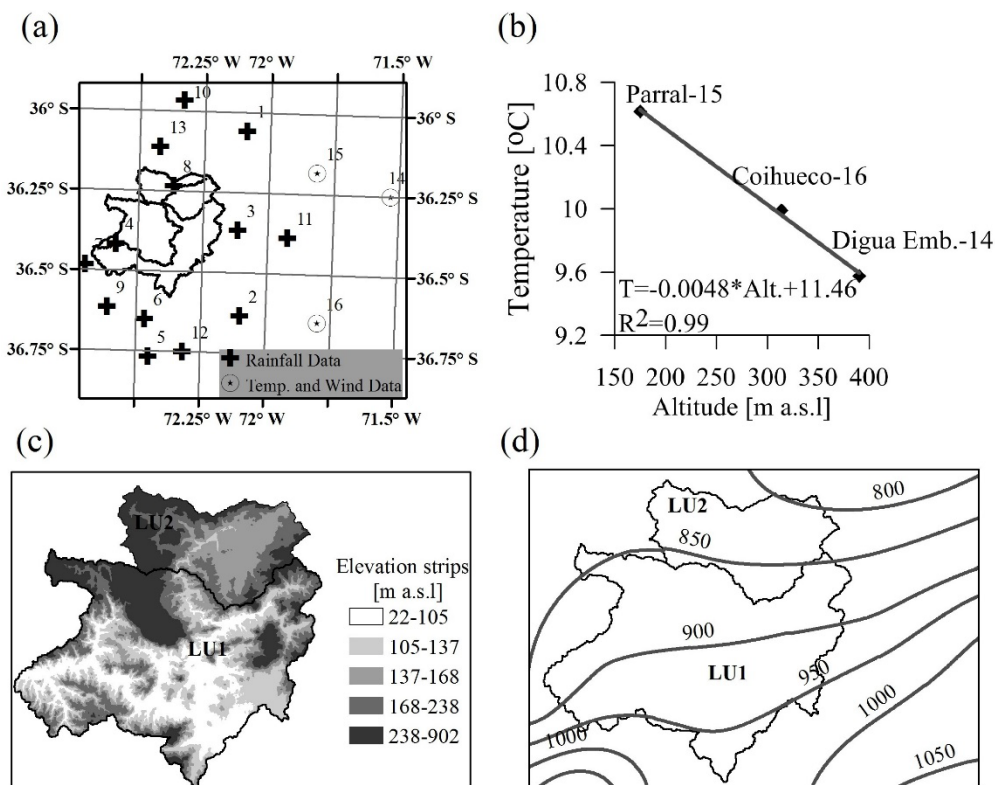 (a)
72.25° W 72° W 71.5° W
36° S
36.25° S
36.5° S
36.75° S
10
1
13
15
8
14
3
11
4
7
9
6
2
16
5
12
36° S
36.25° S
36.5° S
36.75° S
Rainfall Data
Temp. and Wind Data
72.25° W 72° W 71.5° W
(b)
Temperature [oC]
10.8
10.4
10
9.6
9.2
Parral-15
Coihueco-16
Digua Emb.-14
T=-0.0048*Alt.+11.46
R2=0.99
150 200 250 300 350 400
Altitude [m a.s.l]
(c)
LU2
LU1
Elevation strips
[m a.s.l]
22-105
105-137
137-168
168-238
238-902
(d)
LU2
800
850
900
LU1
950
1000
1000
1050